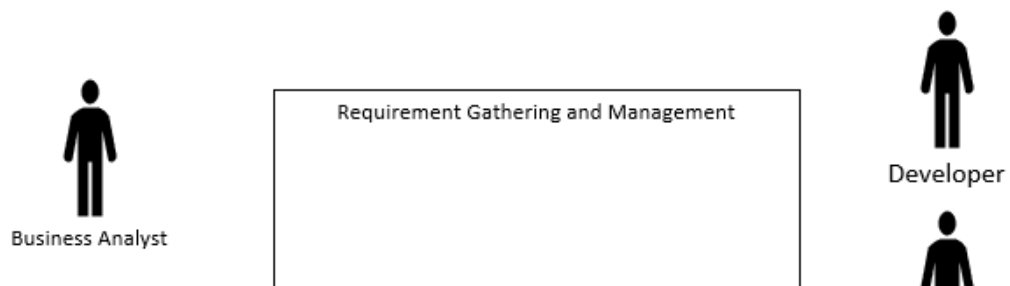 Requirement Gathering and Management
Developer
Business Analyst